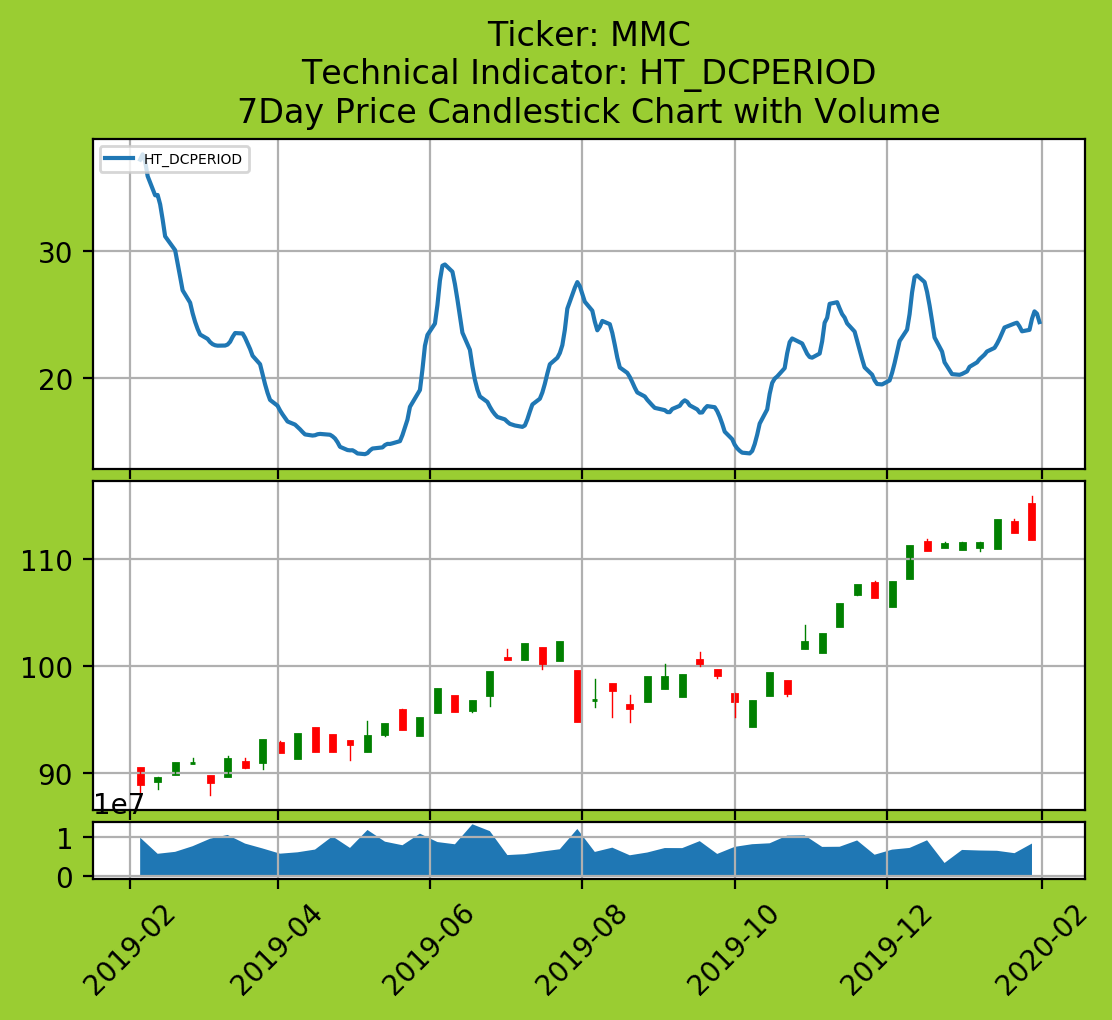 Ticker: MMC
Technical Indicator: HT_DCPERIOD
7Day Price Candlestick Chart with Volume
HT_DCPERIOD
30
20
110
100
90
1e7
1
0
2019-02
2019-04
2019-06
2019-08
2019-10
2019-12
2020-02